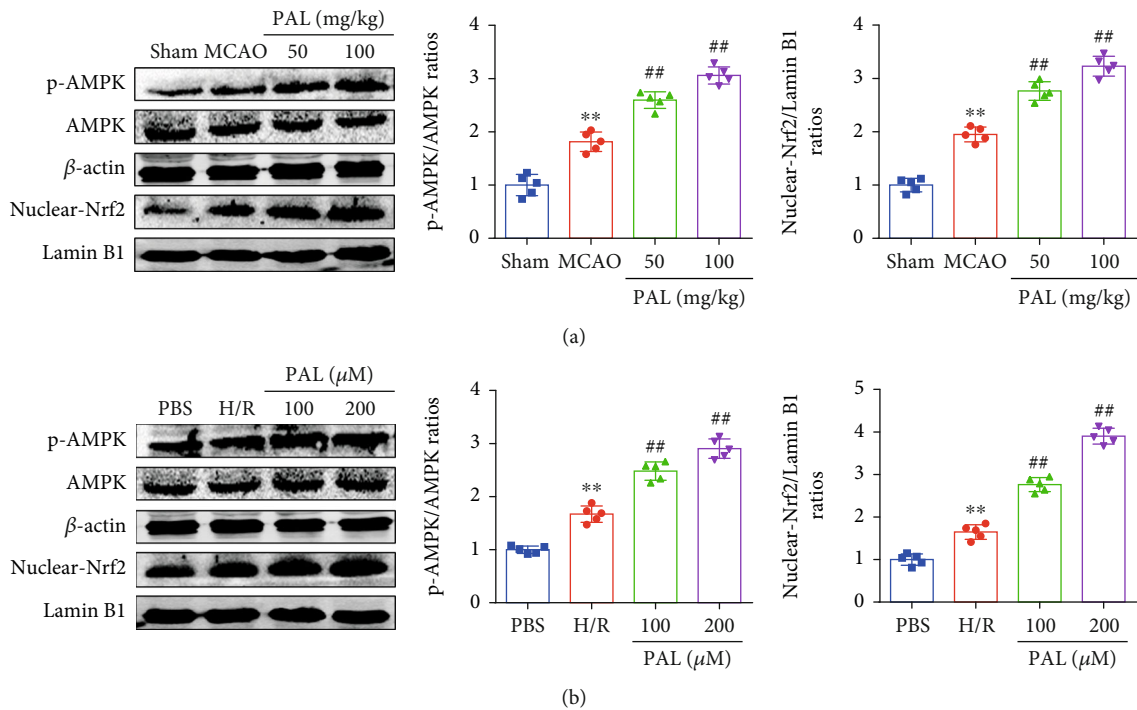 PAL (mg/kg)
Sham MCAO 50 100
p-AMPK
AMPK
β-actin
Nuclear-Nrf2
Lamin B1
p-AMPK/AMPK ratios
4
3
2
1
0
**
##
##
Sham MCAO 50 100
PAL (mg/kg)
Nuclear-Nrf2/Lamin B1
ratios
4
3
2
1
0
**
##
##
Sham MCAO 50 100
PAL (mg/kg)
(a)
PAL (μM)
PBS H/R 100 200
p-AMPK
AMPK
β-actin
Nuclear-Nrf2
Lamin B1
p-AMPK/AMPK ratios
4
3
2
1
0
**
##
##
PBS H/R 100 200
PAL (μM)
Nuclear-Nrf2/Lamin B1
ratios
5
4
3
2
1
0
**
##
##
PBS H/R 100 200
PAL (μM)
(b)